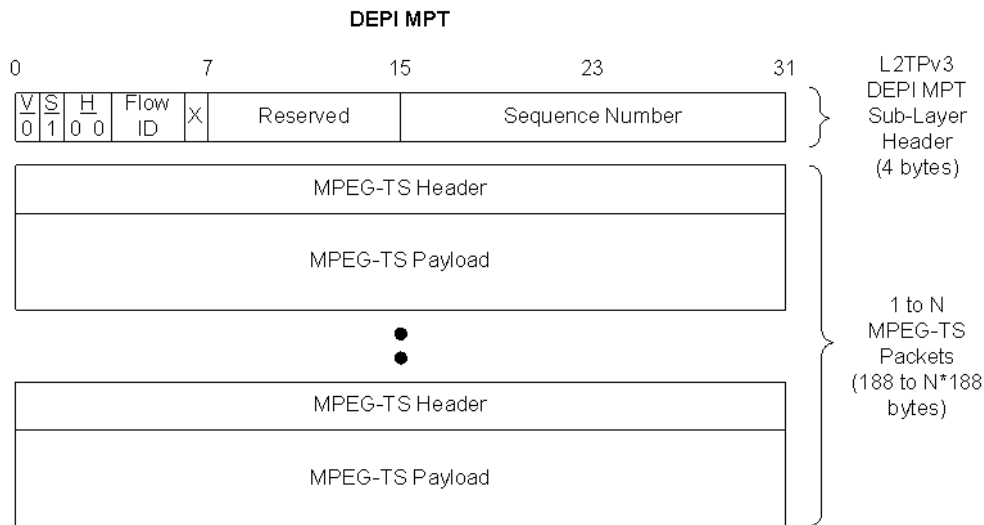 DEPI MPT
0 7 15 23 31
V S H Flow X Reserved Sequence Number
0 1 0 0 ID
L2TPv3
DEPI MPT
Sub-Layer
Header
(4 bytes)
MPEG-TS Header
MPEG-TS Payload
MPEG-TS Header
MPEG-TS Payload
1 to N
MPEG-TS
Packets
(188 to N*188
bytes)